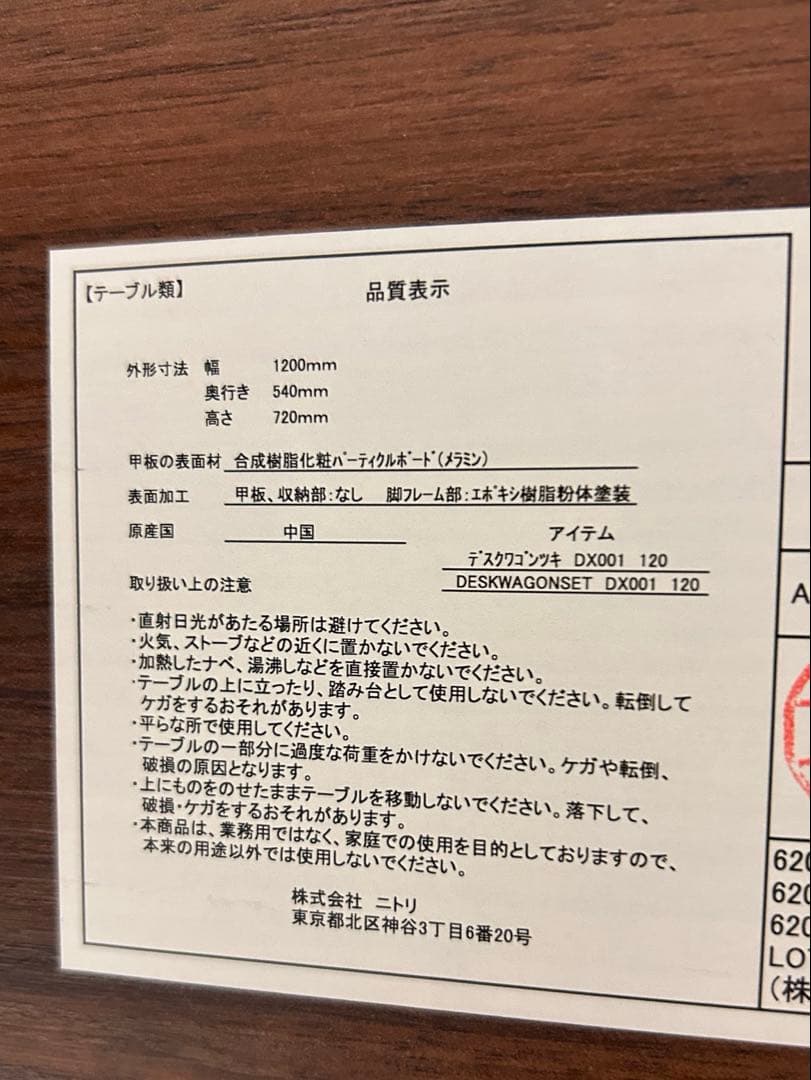 【テーブル類】
品質表示
外形寸法 幅 1200mm
奥行き 540mm
高さ 720mm
甲板の表面材 合成樹脂化粧ﾊﾟｰﾃｨｸﾙﾎﾞｰﾄﾞ(ﾒﾗﾐﾝ)
表面加工 甲板、収納部:なし 脚フレーム部:エポキシ樹脂粉体塗装
原産国 中国
アイテム
ﾃﾞｽｸﾜｺﾞﾝﾂｷ DX001 120
取り扱い上の注意 DESKWAGONSET DX001 120
・直射日光があたる場所は避けてください。
・火気、ストーブなどの近くに置かないでください。
・加熱したナベ、湯沸しなどを直接置かないでください。
・テーブルの上に立ったり、踏み台として使用しないでください。転倒して
ケガをするおそれがあります。
・平らな所で使用してください。
・テーブルの一部分に過度な荷重をかけないでください。ケガや転倒、
破損の原因となります。
・上にものをのせたままテーブルを移動しないでください。落下して、
破損・ケガをするおそれがあります。
・本商品は、業務用ではなく、家庭での使用を目的としておりますので、
本来の用途以外では使用しないでください。
株式会社 ニトリ
東京都北区神谷3丁目6番20号
A
620
620
620
LOT
(株